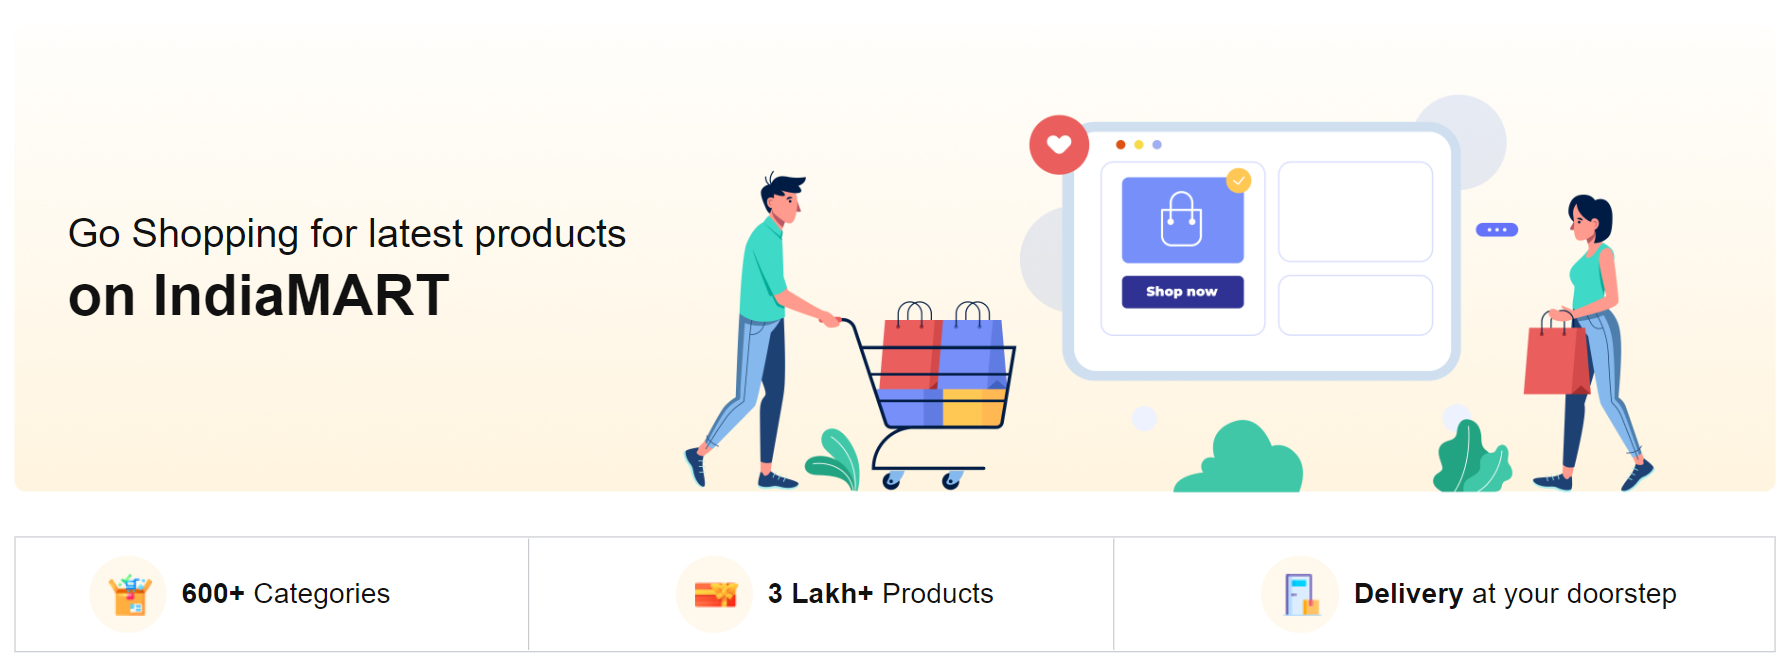 Go Shopping for latest products
on IndiaMART
Shop now
600+ Categories
3 Lakh+ Products
Delivery at your doorstep